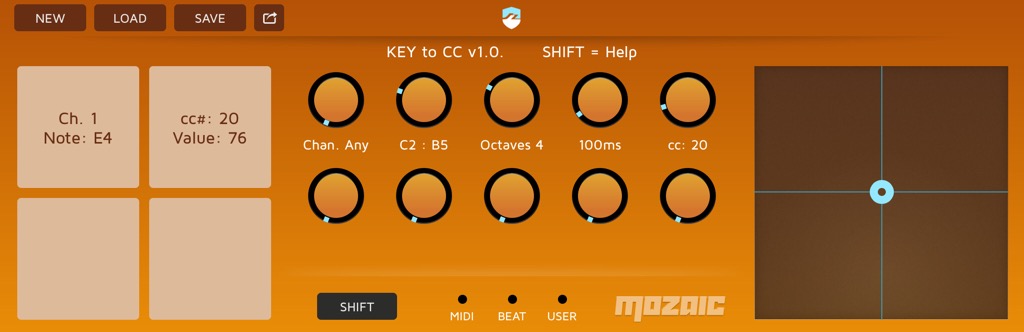 NEW LOAD SAVE
KEY to CC v1.0. SHIFT = Help
Ch. 1
Note: E4
cc#: 20
Value: 76
Chan. Any C2 : B5 Octaves 4 100ms cc: 20
SHIFT
MIDI BEAT USER
mozaic